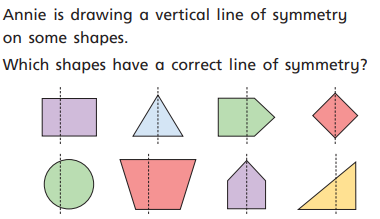 Annie is drawing a vertical line of symmetry
on some shapes.
Which shapes have a correct line of symmetry?